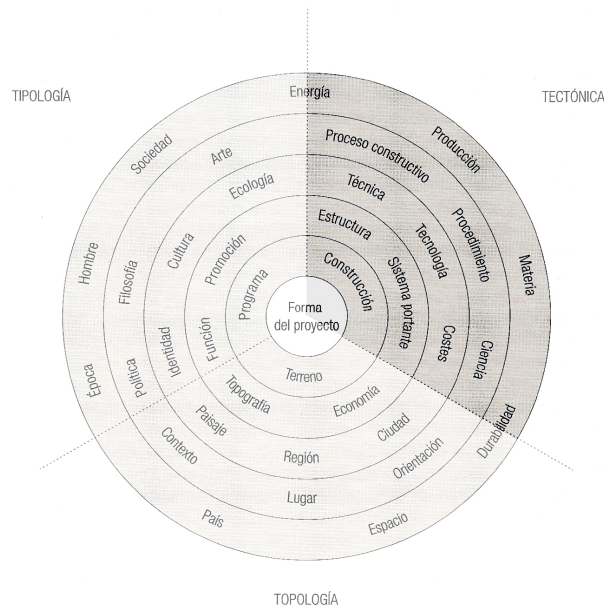 TIPOLOGÍA
TECTÓNICA
Energía
Sociedad
Hombre
Época
Producción
Materia
Durabilidad
País
Espacio
Arte
Filosofía
Política
Proceso constructivo
Procedimiento
Ciencia
Contexto
Lugar
Orientación
Ecología
Cultura
Identidad
Técnica
Tecnología
Costes
Paisaje
Región
Ciudad
Promoción
Función
Estructura
Sistema portante
Topografía
Economía
Programa
Construcción
Terreno
Forma
del proyecto
TOPOLOGÍA